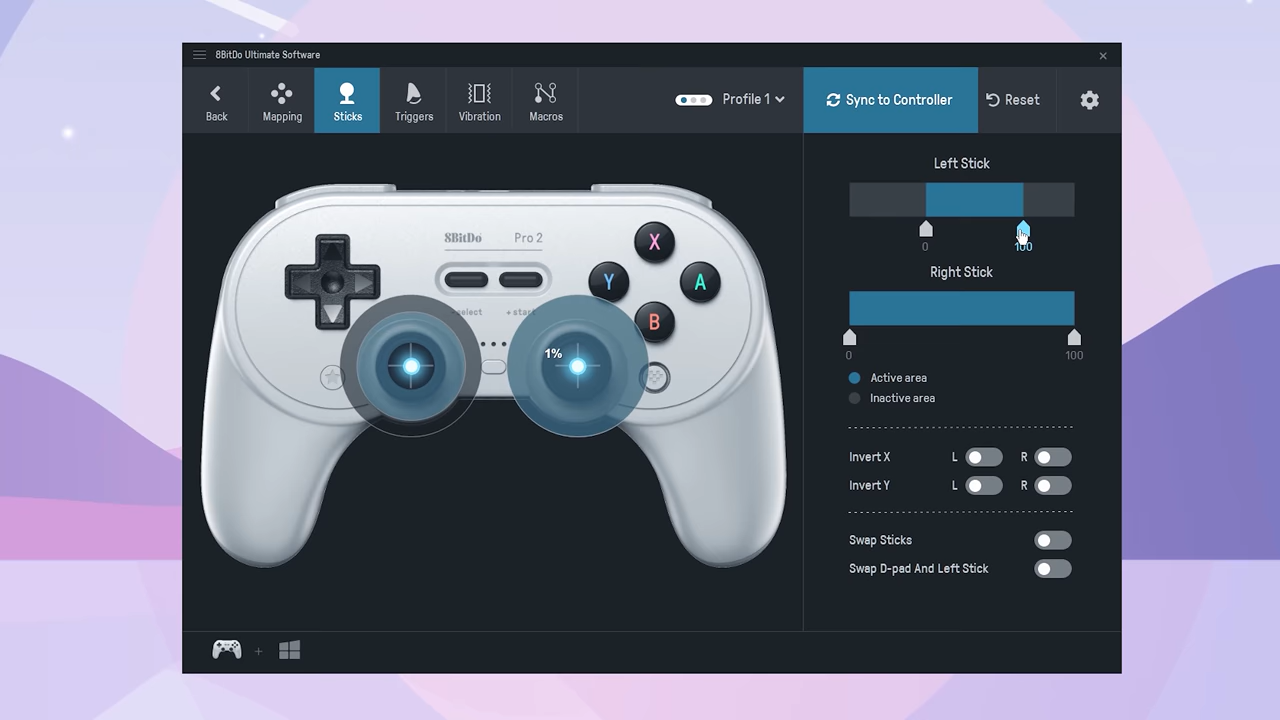 8BitDo Ultimate Software
Back
Mapping
Sticks
Triggers
Vibration
Macros
Profile 1
Sync to Controller
Reset
Left Stick
0
100
Right Stick
0
100
Active area
Inactive area
Invert X L R
Invert Y L R
Swap Sticks
Swap D-pad And Left Stick
8BitDo Pro 2
X
Y
A
B
select
+ start
1%
+